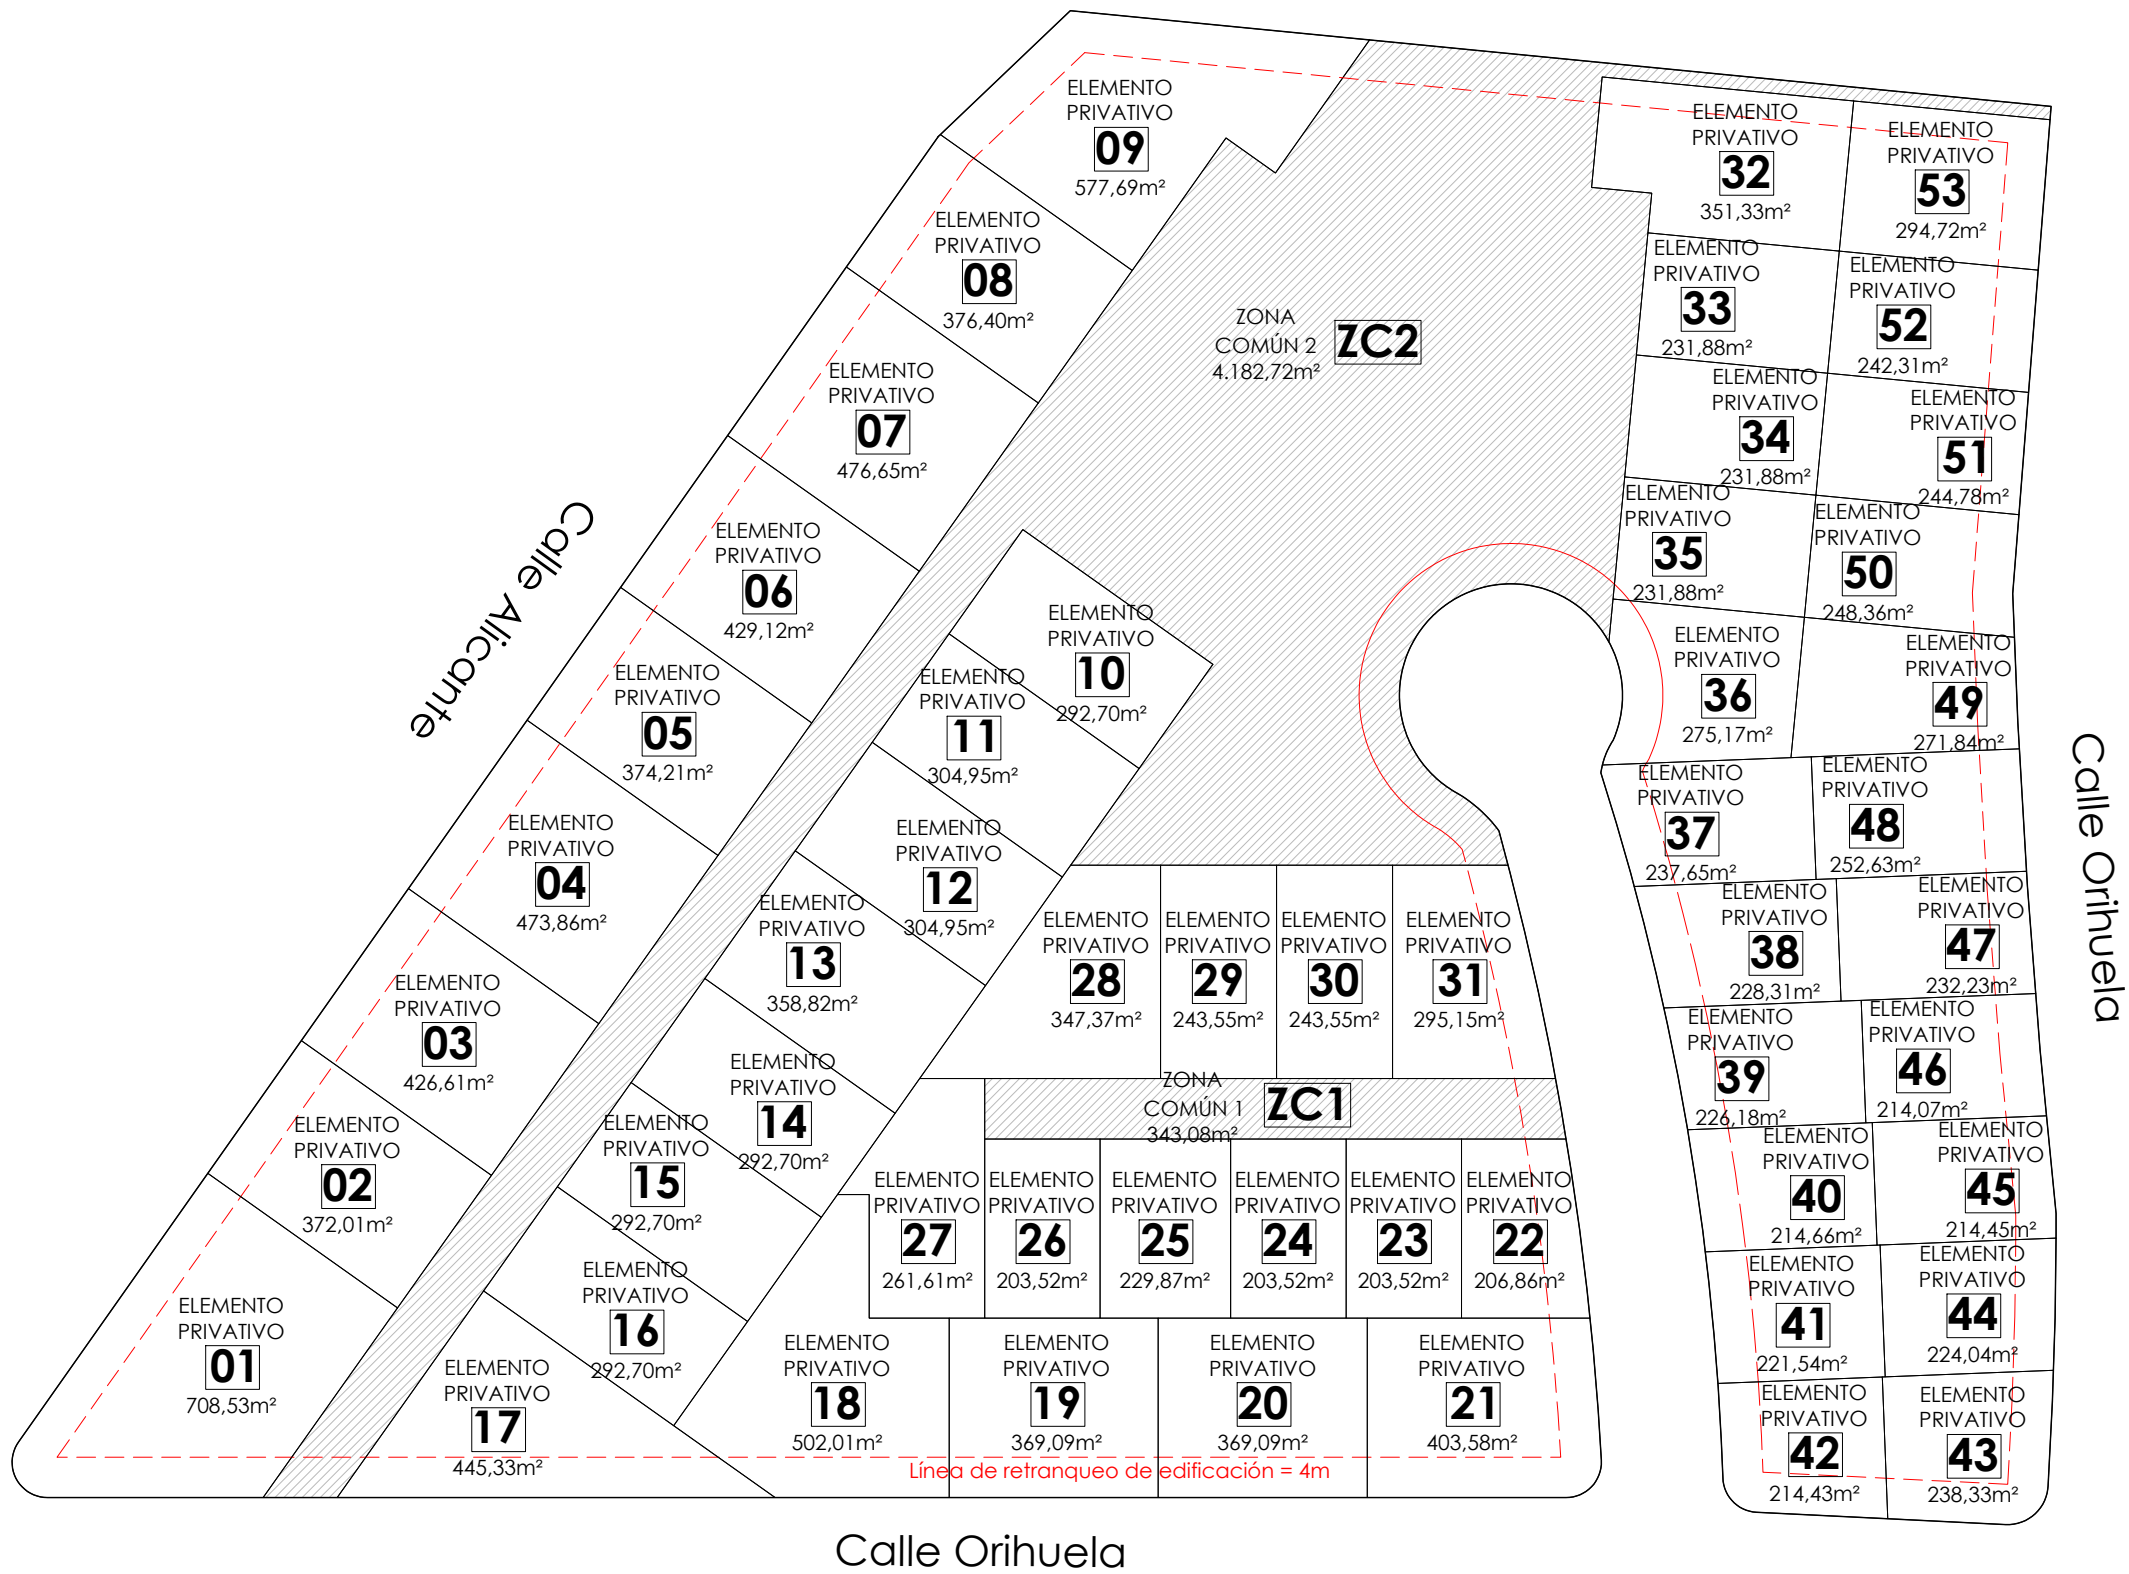 ELEMENTO
PRIVATIVO
09
577,69m²
ELEMENTO
PRIVATIVO
32
351,33m²
ELEMENTO
PRIVATIVO
53
294,72m²
ELEMENTO
PRIVATIVO
08
376,40m²
ELEMENTO
PRIVATIVO
33
231,88m²
ELEMENTO
PRIVATIVO
52
242,31m²
ZONA
COMÚN 2
4.182,72m²
ZC2
ELEMENTO
PRIVATIVO
07
476,65m²
ELEMENTO
PRIVATIVO
34
231,88m²
ELEMENTO
PRIVATIVO
51
244,78m²
Calle Alicante
ELEMENTO
PRIVATIVO
06
429,12m²
ELEMENTO
PRIVATIVO
35
231,88m²
ELEMENTO
PRIVATIVO
50
248,36m²
ELEMENTO
PRIVATIVO
10
292,70m²
ELEMENTO
PRIVATIVO
36
275,17m²
ELEMENTO
PRIVATIVO
49
271,84m²
ELEMENTO
PRIVATIVO
05
374,21m²
ELEMENTO
PRIVATIVO
11
304,95m²
ELEMENTO
PRIVATIVO
37
237,65m²
ELEMENTO
PRIVATIVO
48
252,63m²
Calle Orihuela
ELEMENTO
PRIVATIVO
04
473,86m²
ELEMENTO
PRIVATIVO
12
304,95m²
ELEMENTO
PRIVATIVO
38
228,31m²
ELEMENTO
PRIVATIVO
47
232,23m²
ELEMENTO
PRIVATIVO
13
358,82m²
ELEMENTO
PRIVATIVO
28
347,37m²
ELEMENTO
PRIVATIVO
29
243,55m²
ELEMENTO
PRIVATIVO
30
243,55m²
ELEMENTO
PRIVATIVO
31
295,15m²
ELEMENTO
PRIVATIVO
03
426,61m²
ELEMENTO
PRIVATIVO
39
226,18m²
ELEMENTO
PRIVATIVO
46
214,07m²
ELEMENTO
PRIVATIVO
14
292,70m²
ZONA
COMÚN 1
343,08m²
ZC1
ELEMENTO
PRIVATIVO
02
372,01m²
ELEMENTO
PRIVATIVO
15
292,70m²
ELEMENTO
PRIVATIVO
40
214,66m²
ELEMENTO
PRIVATIVO
45
214,45m²
ELEMENTO
PRIVATIVO
27
261,61m²
ELEMENTO
PRIVATIVO
26
203,52m²
ELEMENTO
PRIVATIVO
25
229,87m²
ELEMENTO
PRIVATIVO
24
203,52m²
ELEMENTO
PRIVATIVO
23
203,52m²
ELEMENTO
PRIVATIVO
22
206,86m²
ELEMENTO
PRIVATIVO
41
221,54m²
ELEMENTO
PRIVATIVO
44
224,04m²
ELEMENTO
PRIVATIVO
01
708,53m²
ELEMENTO
PRIVATIVO
16
292,70m²
ELEMENTO
PRIVATIVO
17
445,33m²
ELEMENTO
PRIVATIVO
18
502,01m²
ELEMENTO
PRIVATIVO
19
369,09m²
ELEMENTO
PRIVATIVO
20
369,09m²
ELEMENTO
PRIVATIVO
21
403,58m²
ELEMENTO
PRIVATIVO
42
214,43m²
ELEMENTO
PRIVATIVO
43
238,33m²
Línea de retranqueo de edificación = 4m
Calle Orihuela